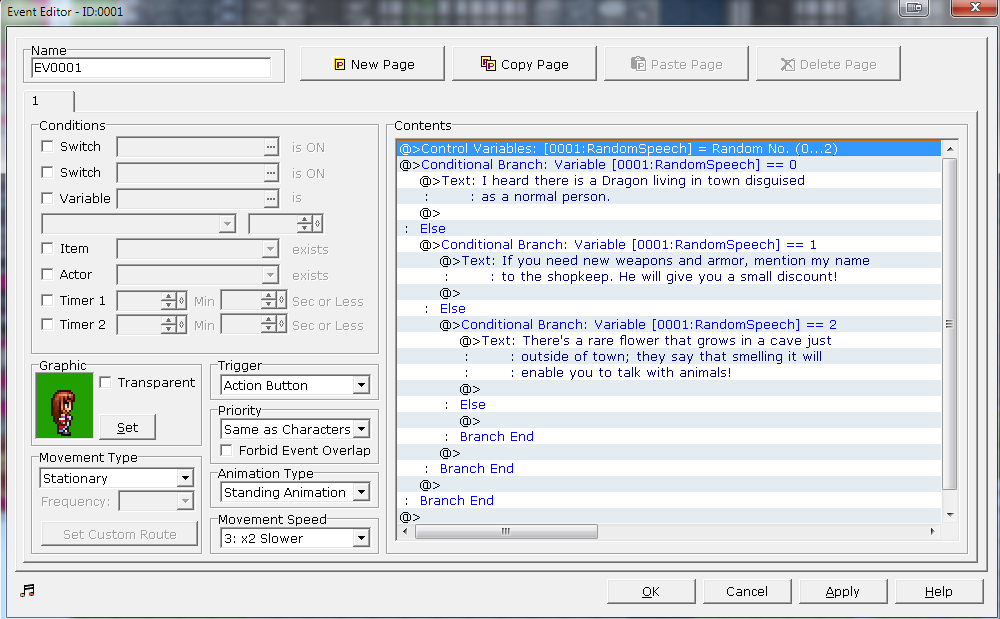 Event Editor - ID:0001
Name
EV0001
New Page
Copy Page
Paste Page
Delete Page
1
Conditions
Switch ... is ON
Switch ... is ON
Variable ... is
Item exists
Actor exists
Timer 1 Min Sec or Less
Timer 2 Min Sec or Less
Graphic
Transparent
Set
Movement Type
Stationary
Frequency:
Set Custom Route
Trigger
Action Button
Priority
Same as Characters
Forbid Event Overlap
Animation Type
Standing Animation
Movement Speed
3: x2 Slower
Contents
@>Control Variables: [0001:RandomSpeech] = Random No. (0...2)
@>Conditional Branch: Variable [0001:RandomSpeech] == 0
@>Text: I heard there is a Dragon living in town disguised
: : as a normal person.
@>
: Else
@>Conditional Branch: Variable [0001:RandomSpeech] == 1
@>Text: If you need new weapons and armor, mention my name
: : to the shopkeep. He will give you a small discount!
@>
: Else
@>Conditional Branch: Variable [0001:RandomSpeech] == 2
@>Text: There's a rare flower that grows in a cave just
: : outside of town; they say that smelling it will
: : enable you to talk with animals!
@>
: Else
@>
: Branch End
@>
: Branch End
@>
: Branch End
@>
OK
Cancel
Apply
Help